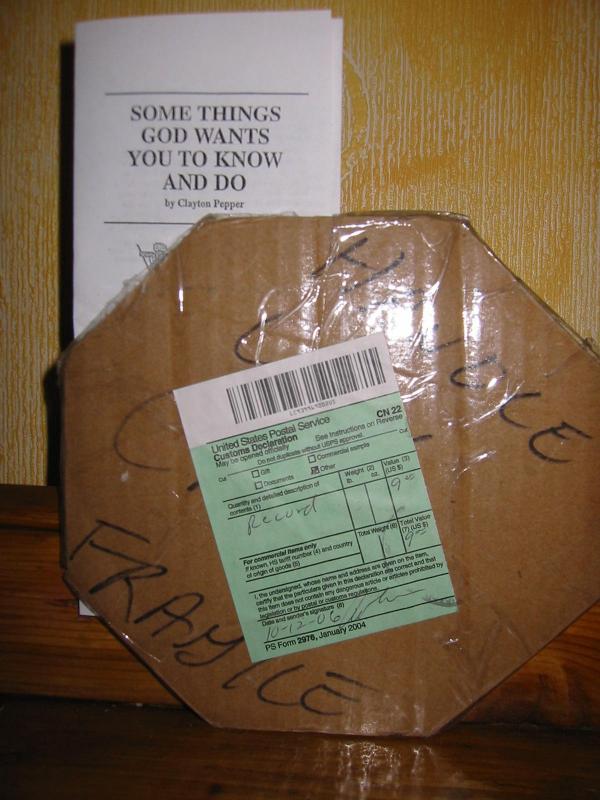 SOME THINGS
GOD WANTS
YOU TO KNOW
AND DO
by Clayton Pepper
HANDLE
CN 22
United States Postal Service
Customs Declaration
See Instructions on Reverse
May be opened officially
Do not duplicate without USPS approval.
Cut
Cut
Gift
Commercial sample
Documents
Other
Quantity and detailed description of contents (1)
Weight (2)
lb. oz.
Value (3)
(US $)
Record
For commercial items only
If known, HS tariff number (4) and country
of origin of goods (5)
Total Weight (6)
Total Value
(7) (US $)
I, the undersigned, whose name and address are given on the item,
certify that the particulars given in this declaration are correct and that
this item does not contain any dangerous article or articles prohibited by
legislation or by postal or customs regulations.
Date and sender's signature (8)
10-12-06
PS Form 2976, January 2004
FRAGILE